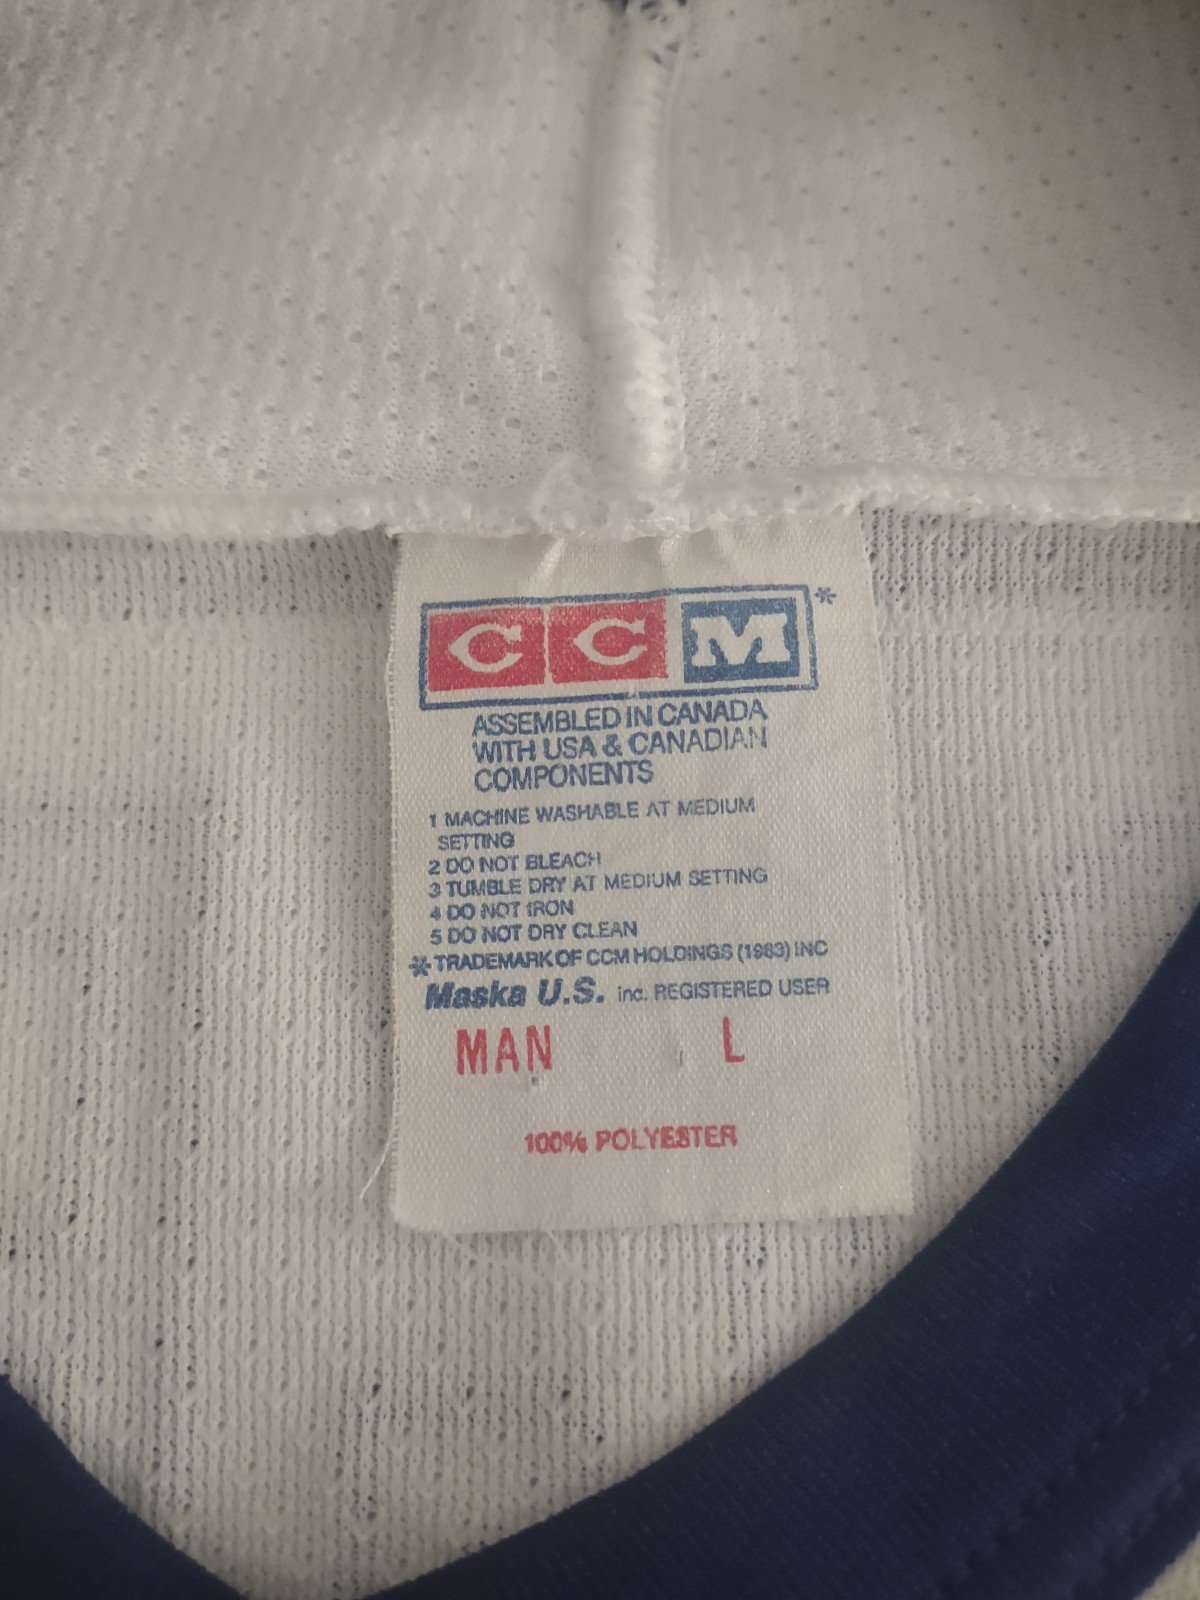 CCM*
ASSEMBLED IN CANADA
WITH USA & CANADIAN
COMPONENTS
1 MACHINE WASHABLE AT MEDIUM
SETTING
2 DO NOT BLEACH
3 TUMBLE DRY AT MEDIUM SETTING
4 DO NOT IRON
5 DO NOT DRY CLEAN
* TRADEMARK OF CCM HOLDINGS (1983) INC
Maska U.S. inc. REGISTERED USER
MAN L
100% POLYESTER